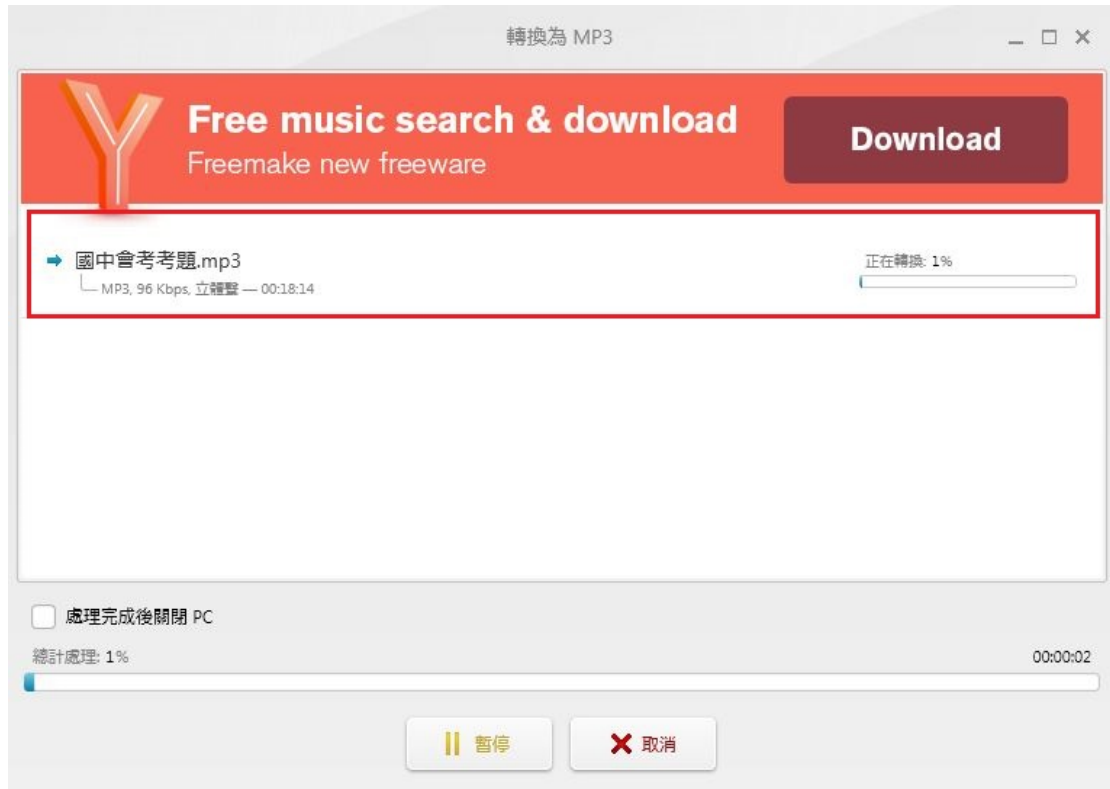 轉換為 MP3
Free music search & download
Freemake new freeware
Download
國中會考考題.mp3
正在轉換: 1%
MP3, 96 Kbps, 立體聲 — 00:18:14
處理完成後關閉 PC
總計處理: 1%
00:00:02
暫停
取消